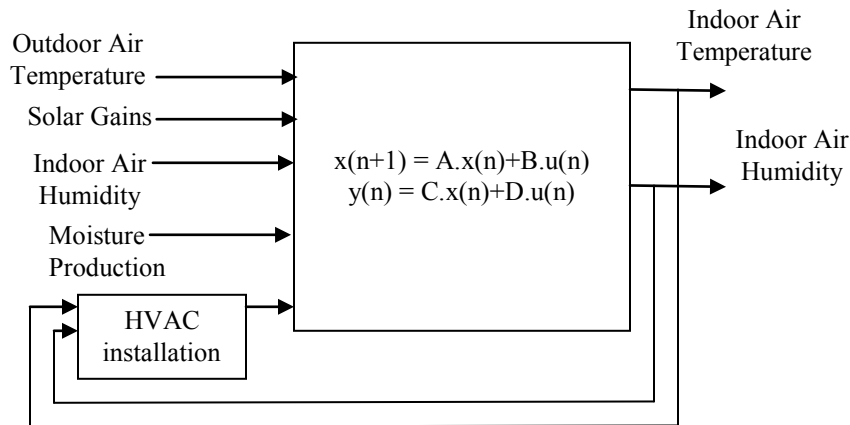 Outdoor Air
Temperature
Solar Gains
Indoor Air
Humidity
Moisture
Production
HVAC
installation
x(n+1) = A.x(n)+B.u(n)
y(n) = C.x(n)+D.u(n)
Indoor Air
Temperature
Indoor Air
Humidity